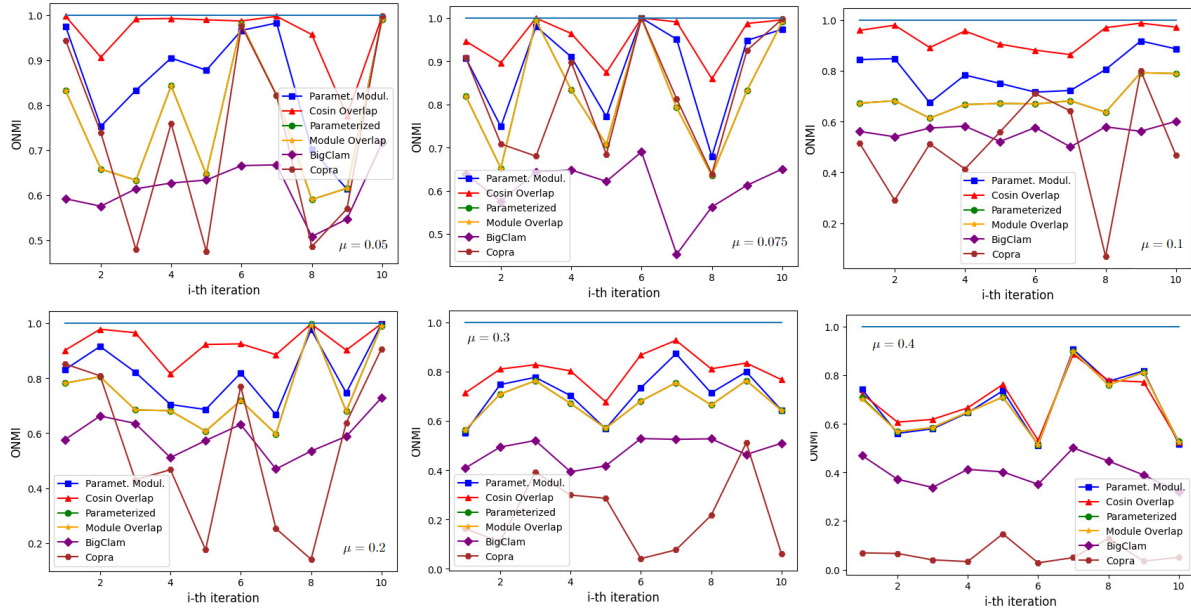 ONMI
1.0
0.9
0.8
0.7
0.6
0.5
Paramet. Modul.
Cosin Overlap
Parameterized
Module Overlap
BigClam
Copra
μ = 0.05
2 4 6 8 10
i-th iteration
ONMI
1.0
0.9
0.8
0.7
0.6
0.5
Paramet. Modul.
Cosin Overlap
Parameterized
Module Overlap
BigClam
Copra
μ = 0.075
2 4 6 8 10
i-th iteration
ONMI
1.0
0.8
0.6
0.4
0.2
Paramet. Modul.
Cosin Overlap
Parameterized
Module Overlap
BigClam
Copra
μ = 0.1
2 4 6 8 10
i-th iteration
ONMI
1.0
0.8
0.6
0.4
0.2
Paramet. Modul.
Cosin Overlap
Parameterized
Module Overlap
BigClam
Copra
μ = 0.2
2 4 6 8 10
i-th iteration
ONMI
1.0
0.8
0.6
0.4
0.2
0.0
μ = 0.3
Paramet. Modul.
Cosin Overlap
Parameterized
Module Overlap
BigClam
Copra
2 4 6 8 10
i-th iteration
ONMI
1.0
0.8
0.6
0.4
0.2
0.0
μ = 0.4
Paramet. Modul.
Cosin Overlap
Parameterized
Module Overlap
BigClam
Copra
2 4 6 8 10
i-th iteration